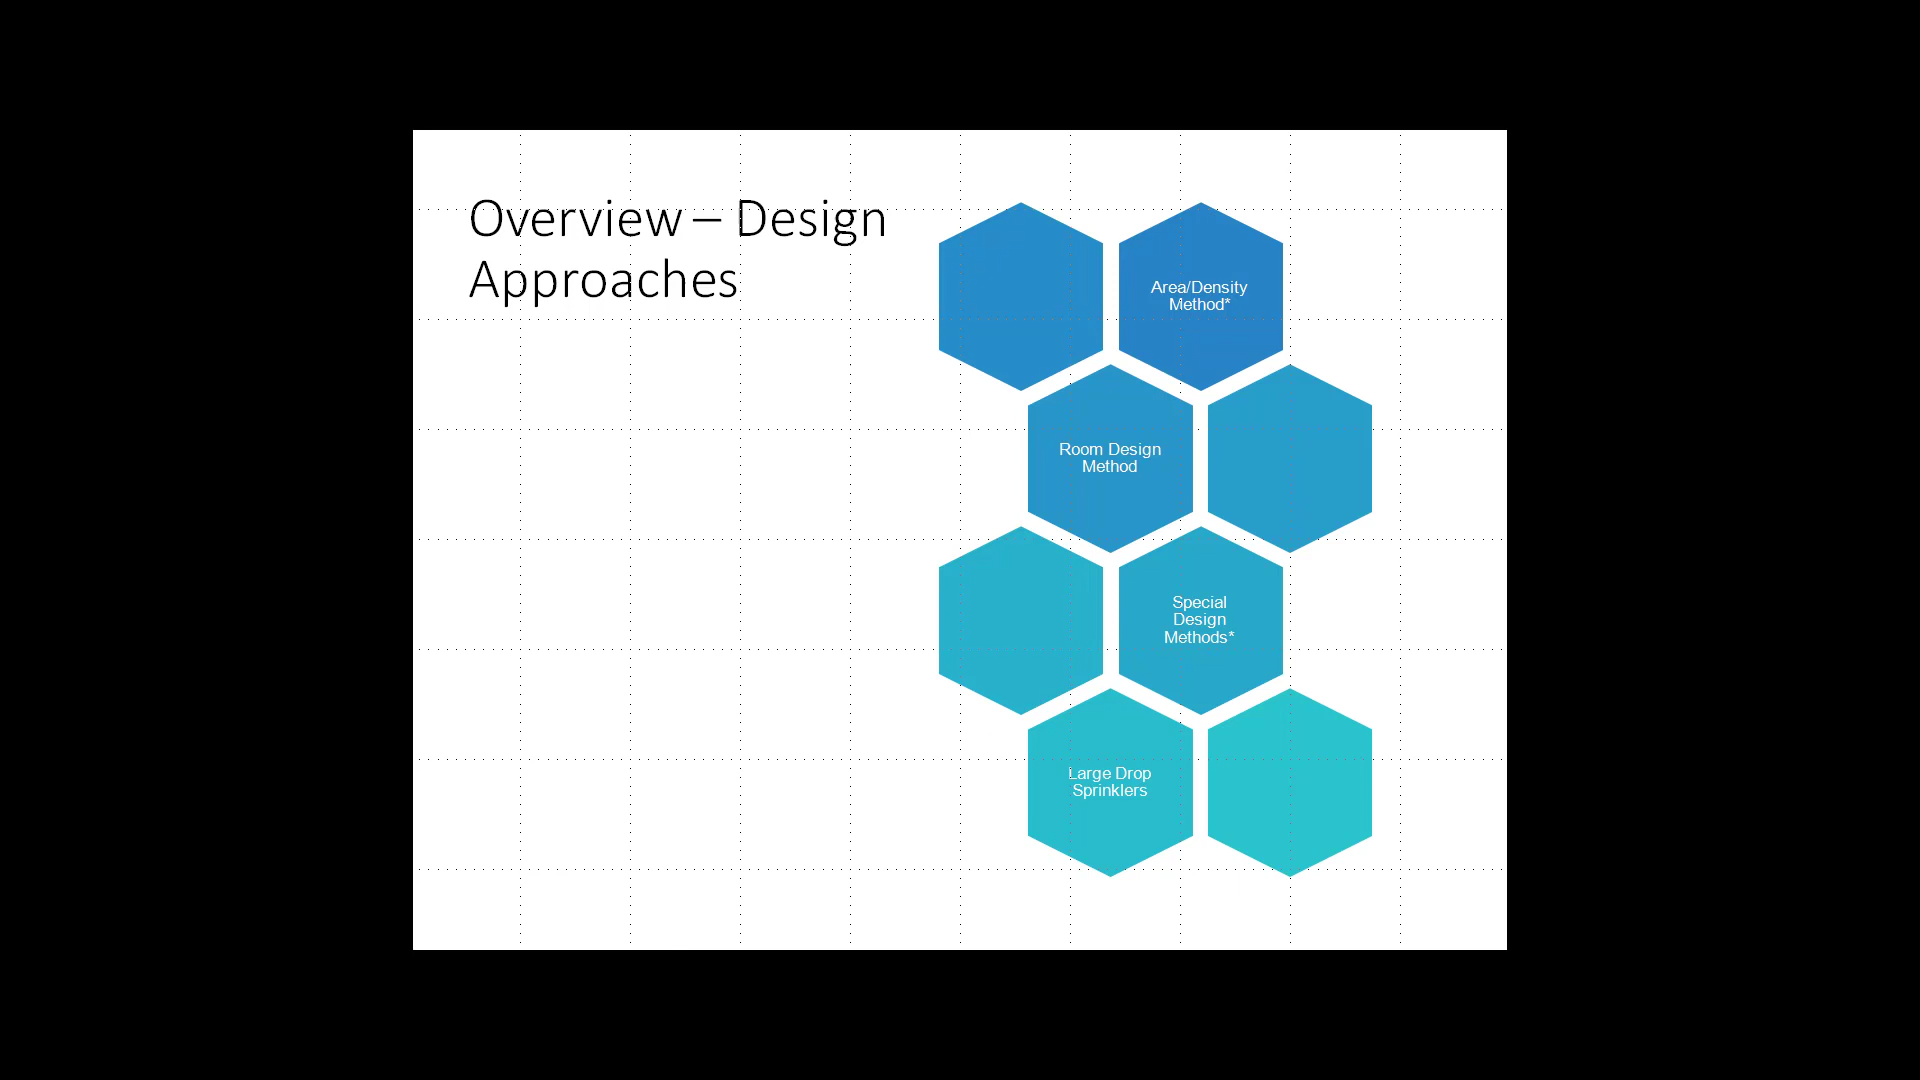 Overview – Design
Approaches
Area/Density
Method*
Room Design
Method
Special
Design
Methods*
Large Drop
Sprinklers